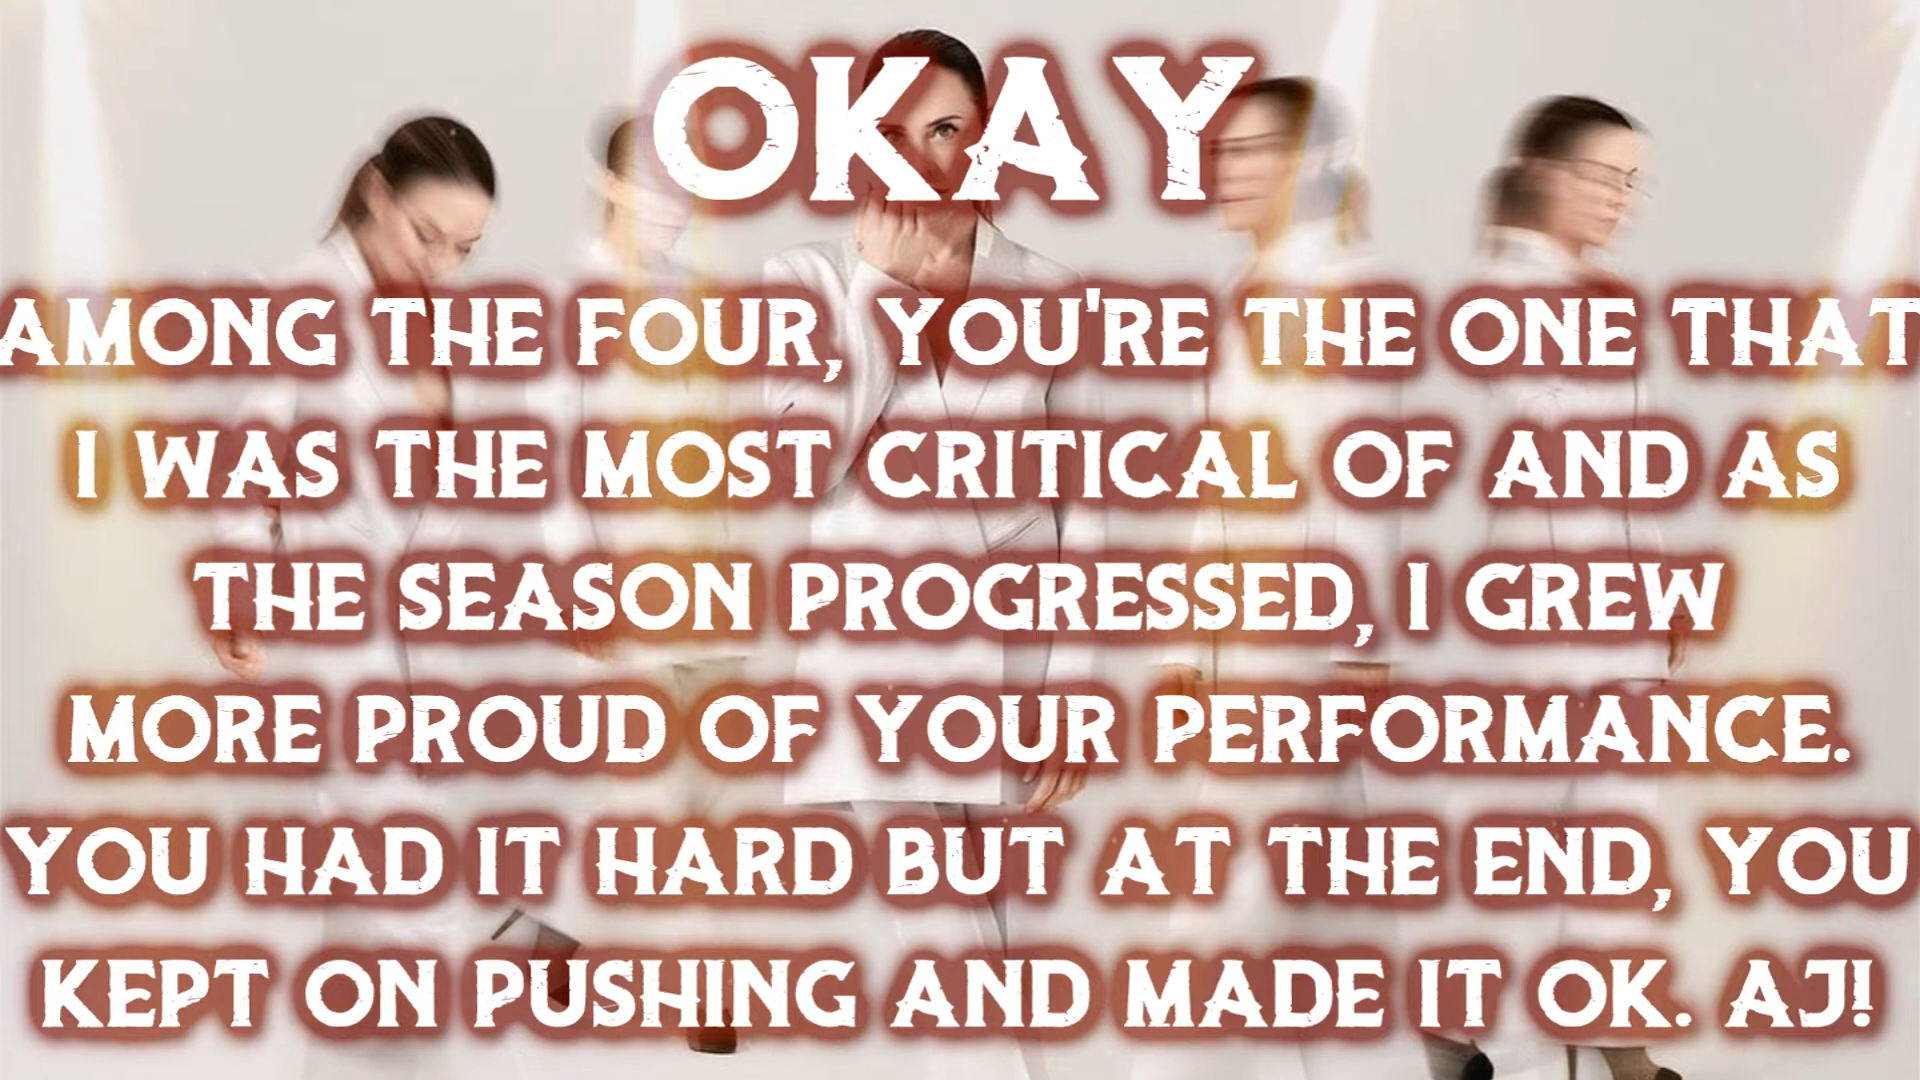 OKAY
AMONG THE FOUR, YOU'RE THE ONE THAT
I WAS THE MOST CRITICAL OF AND AS
THE SEASON PROGRESSED, I GREW
MORE PROUD OF YOUR PERFORMANCE.
YOU HAD IT HARD BUT AT THE END, YOU
KEPT ON PUSHING AND MADE IT OK. AJ!